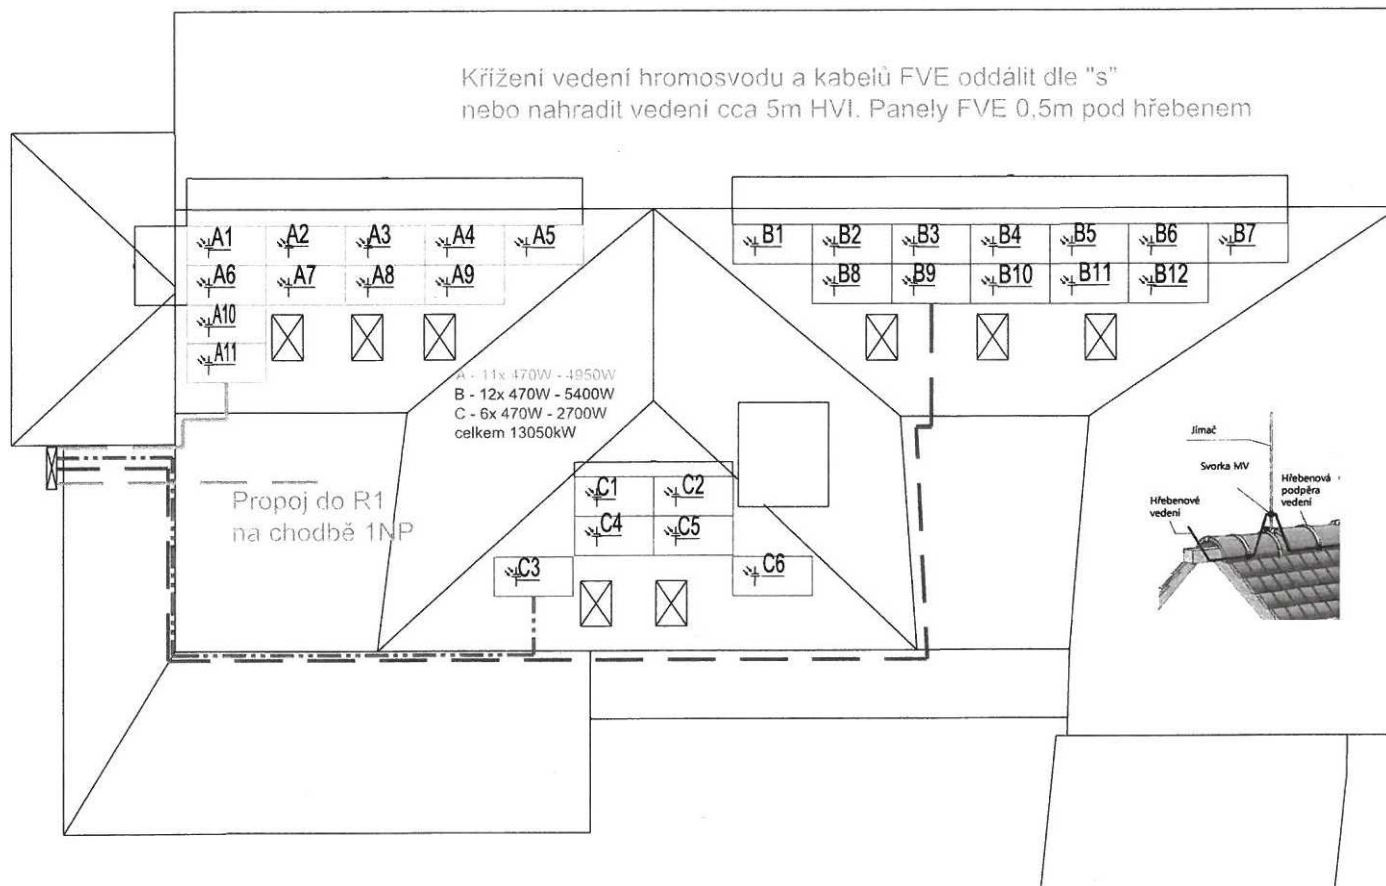 Křížení vedení hromosvodu a kabelů FVE oddálit dle "s"
nebo nahradit vedení cca 5m HVI. Panely FVE 0,5m pod hřebenem
A1 A2 A3 A4 A5
A6 A7 A8 A9
A10
A11
B1 B2 B3 B4 B5 B6 B7
B8 B9 B10 B11 B12
A - 11x 470W - 4950W
B - 12x 470W - 5400W
C - 6x 470W - 2700W
celkem 13050kW
Propoj do R1
na chodbě 1NP
C1 C2
C4 C5
C3 C6
Jímač
Svorka MV
Hřebenová
podpěra
vedení
Hřebenové
vedení